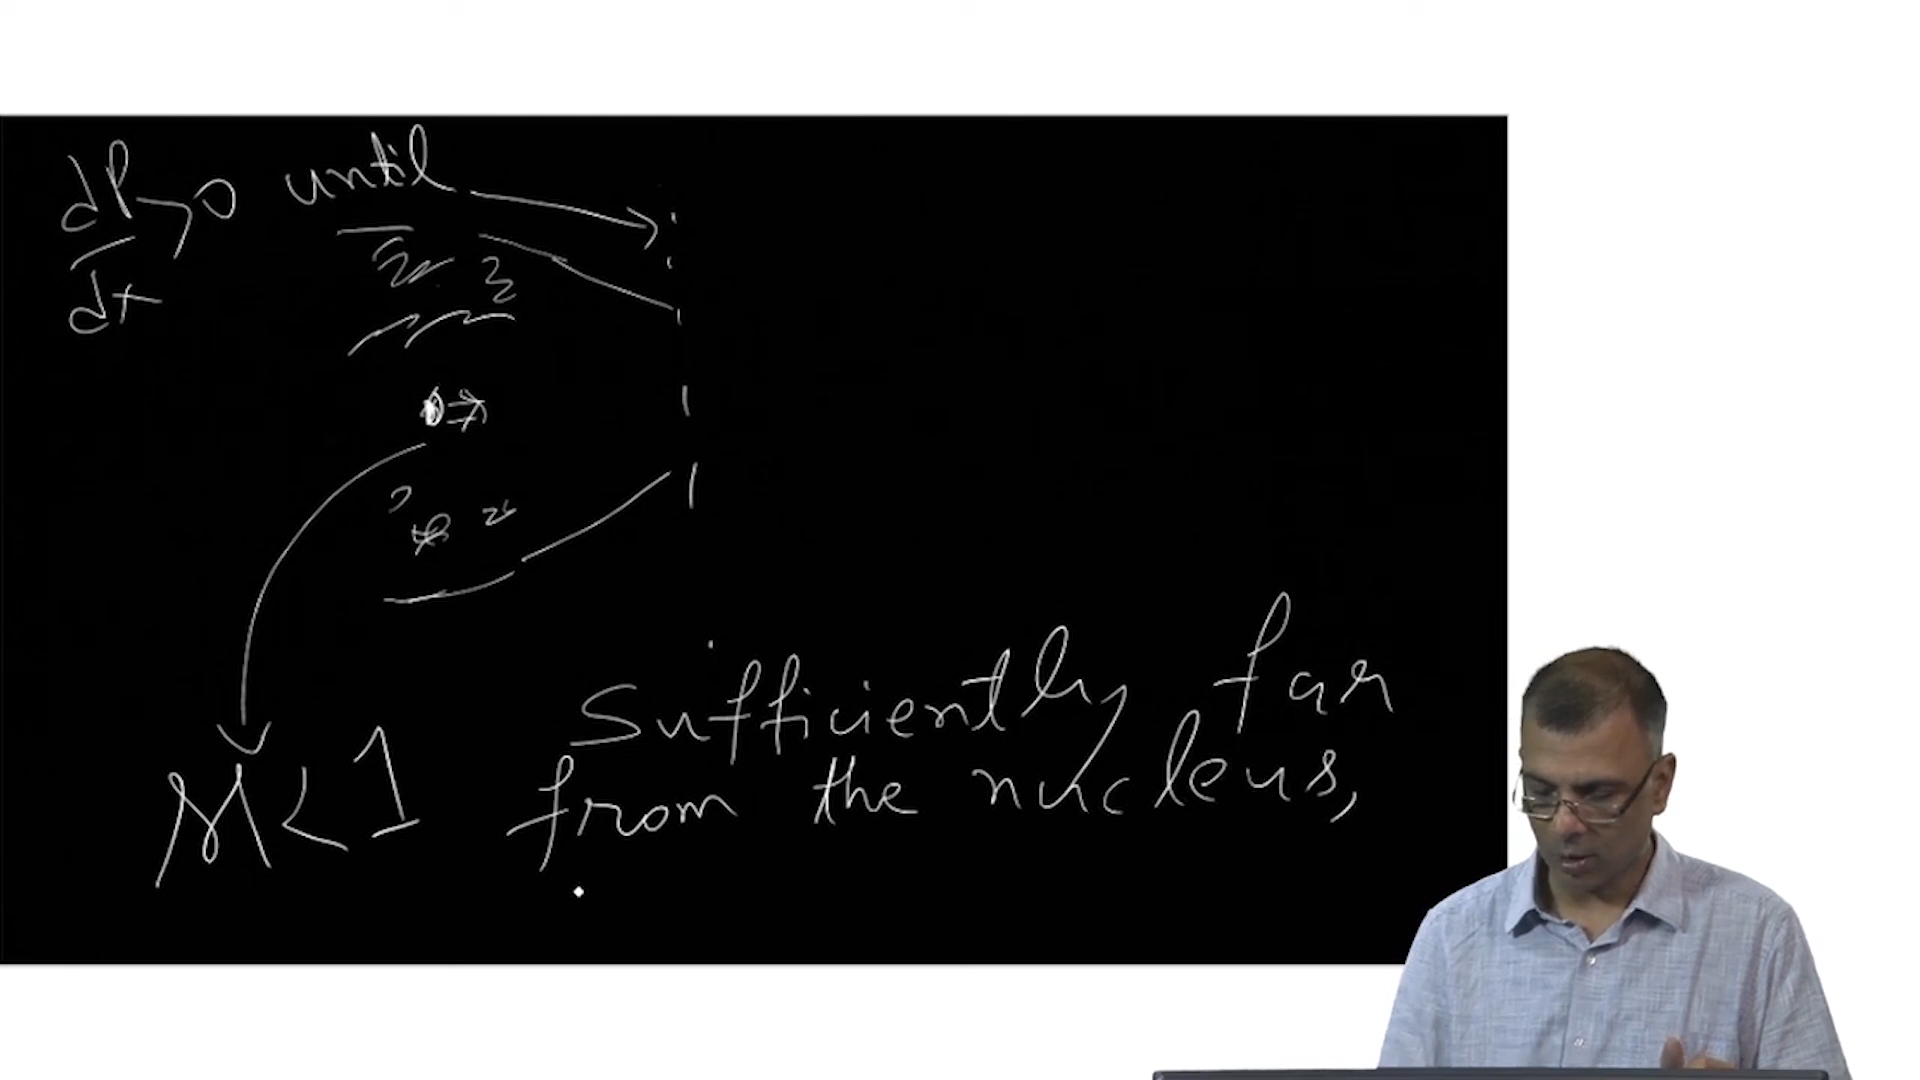 dP/dx > 0 until
M < 1
Sufficiently far
from the nucleus,